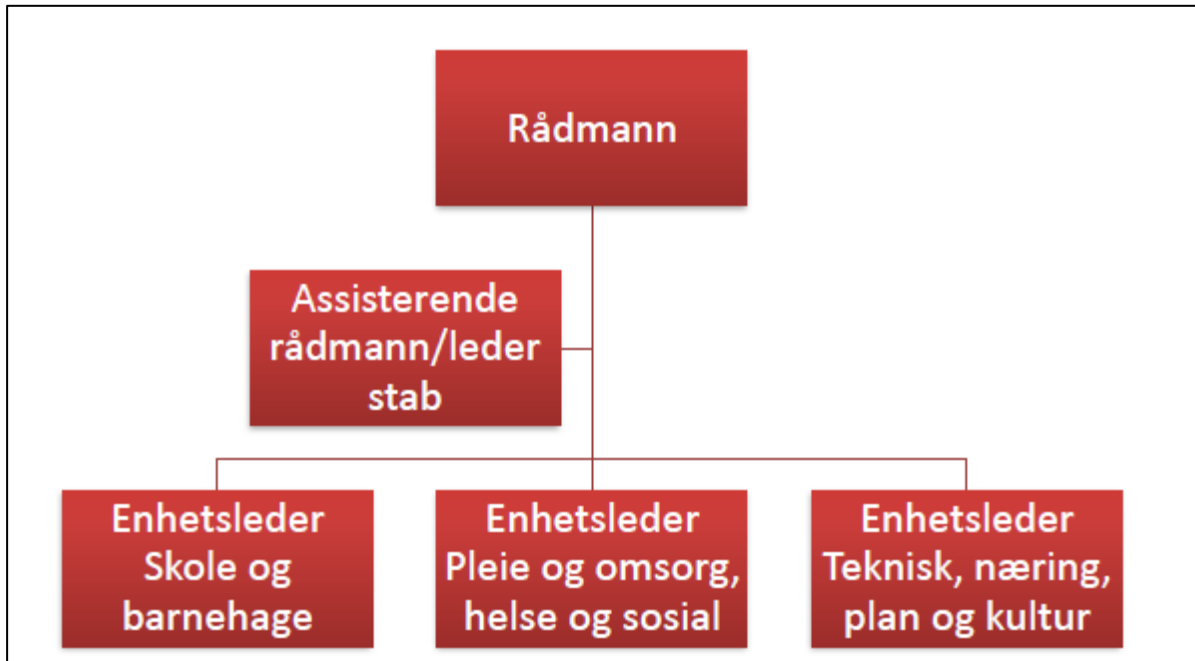 Rådmann
Assisterende
rådmann/leder
stab
Enhetsleder
Skole og
barnehage
Enhetsleder
Pleie og omsorg,
helse og sosial
Enhetsleder
Teknisk, næring,
plan og kultur